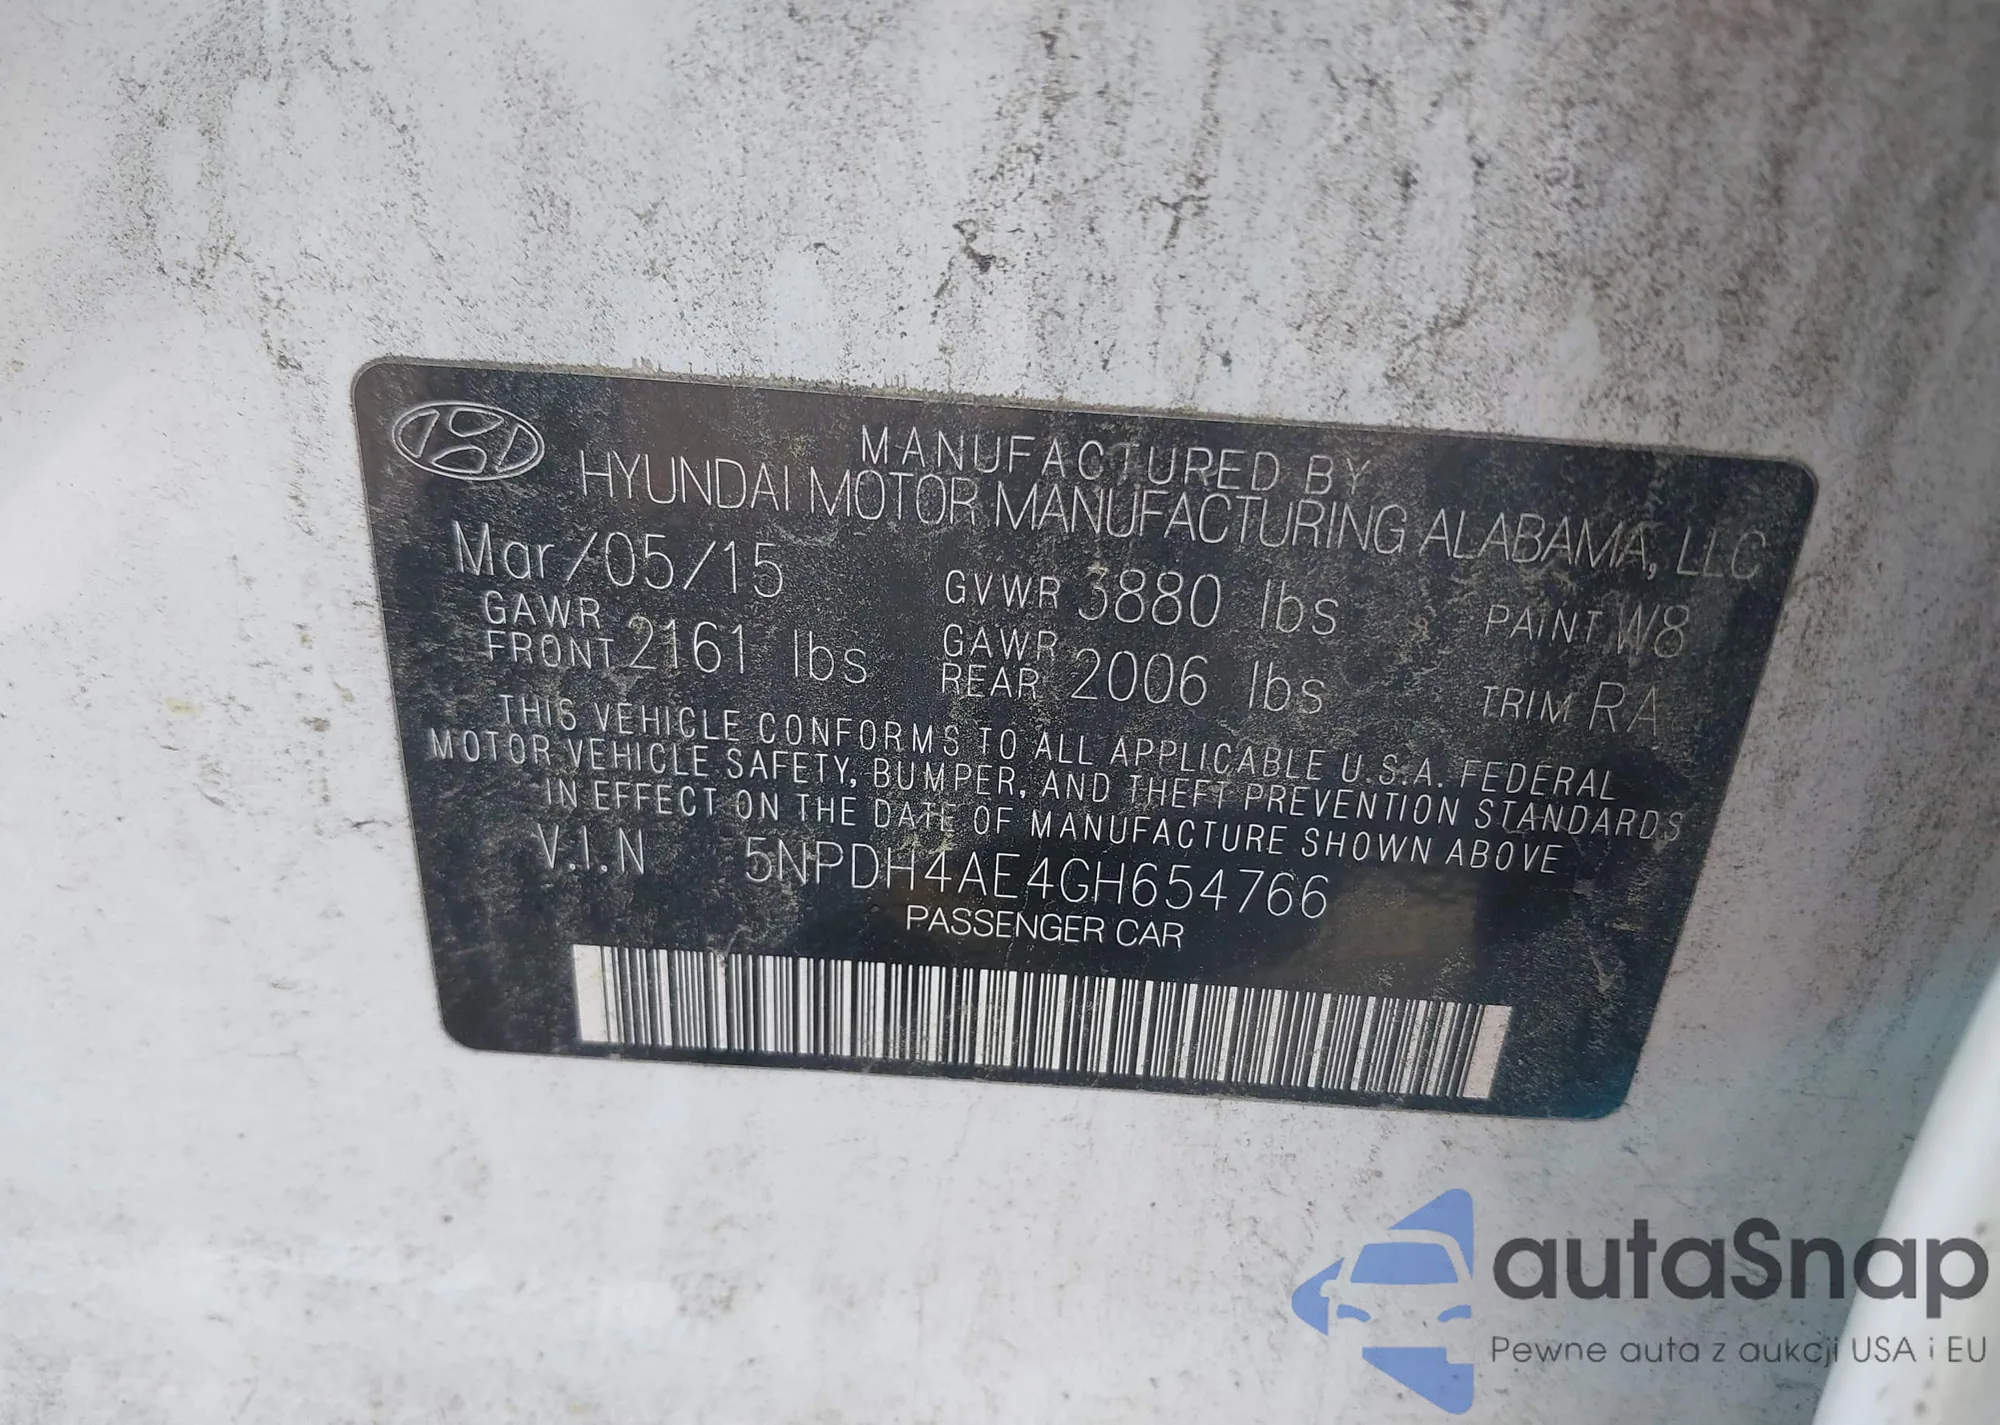 MANUFACTURED BY
HYUNDAI MOTOR MANUFACTURING ALABAMA, LLC
Mar/05/15 GVWR 3880 lbs PAINT W8
GAWR FRONT 2161 lbs GAWR REAR 2006 lbs TRIM RA
THIS VEHICLE CONFORMS TO ALL APPLICABLE U.S.A. FEDERAL
MOTOR VEHICLE SAFETY, BUMPER, AND THEFT PREVENTION STANDARDS
IN EFFECT ON THE DATE OF MANUFACTURE SHOWN ABOVE
V.I.N 5NPDH4AE4GH654766
PASSENGER CAR
autaSnap
Pewne auta z aukcji USA i EU